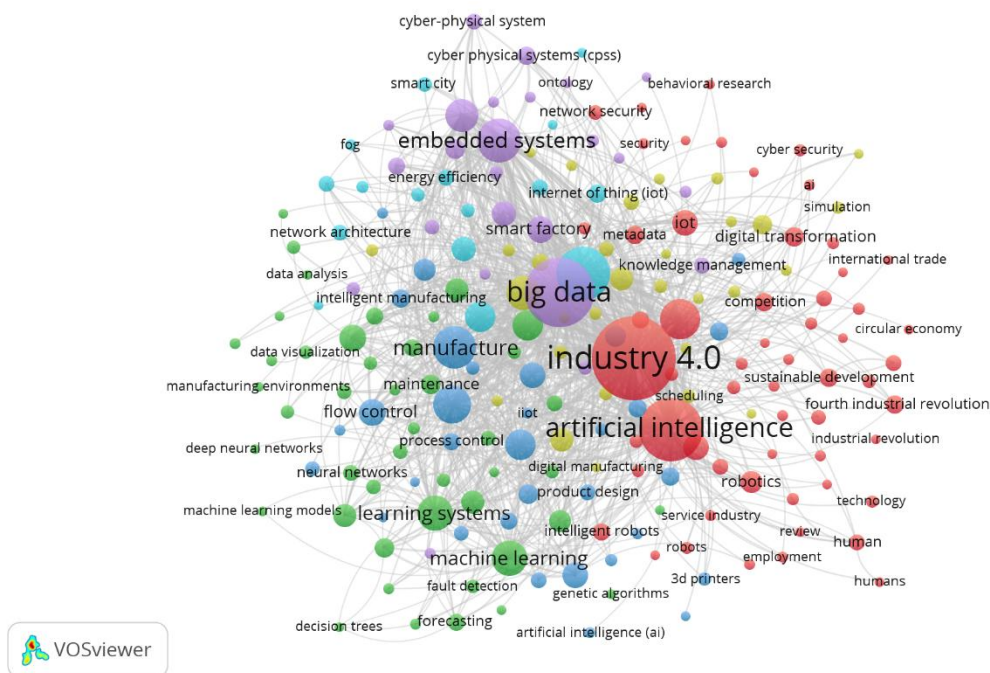 cyber-physical system
cyber physical systems (cpss)
smart city
ontology
behavioral research
network security
embedded systems
security
fog
cyber security
energy efficiency
internet of thing (iot)
ai
simulation
smart factory
iot
network architecture
metadata
digital transformation
data analysis
knowledge management
international trade
big data
intelligent manufacturing
competition
circular economy
manufacture
data visualization
industry 4.0
manufacturing environments
maintenance
sustainable development
scheduling
flow control
iiot
fourth industrial revolution
artificial intelligence
process control
industrial revolution
deep neural networks
neural networks
digital manufacturing
robotics
product design
technology
machine learning models
learning systems
service industry
intelligent robots
review
human
robots
machine learning
employment
fault detection
3d printers
humans
genetic algorithms
decision trees
forecasting
artificial intelligence (ai)
VOSviewer